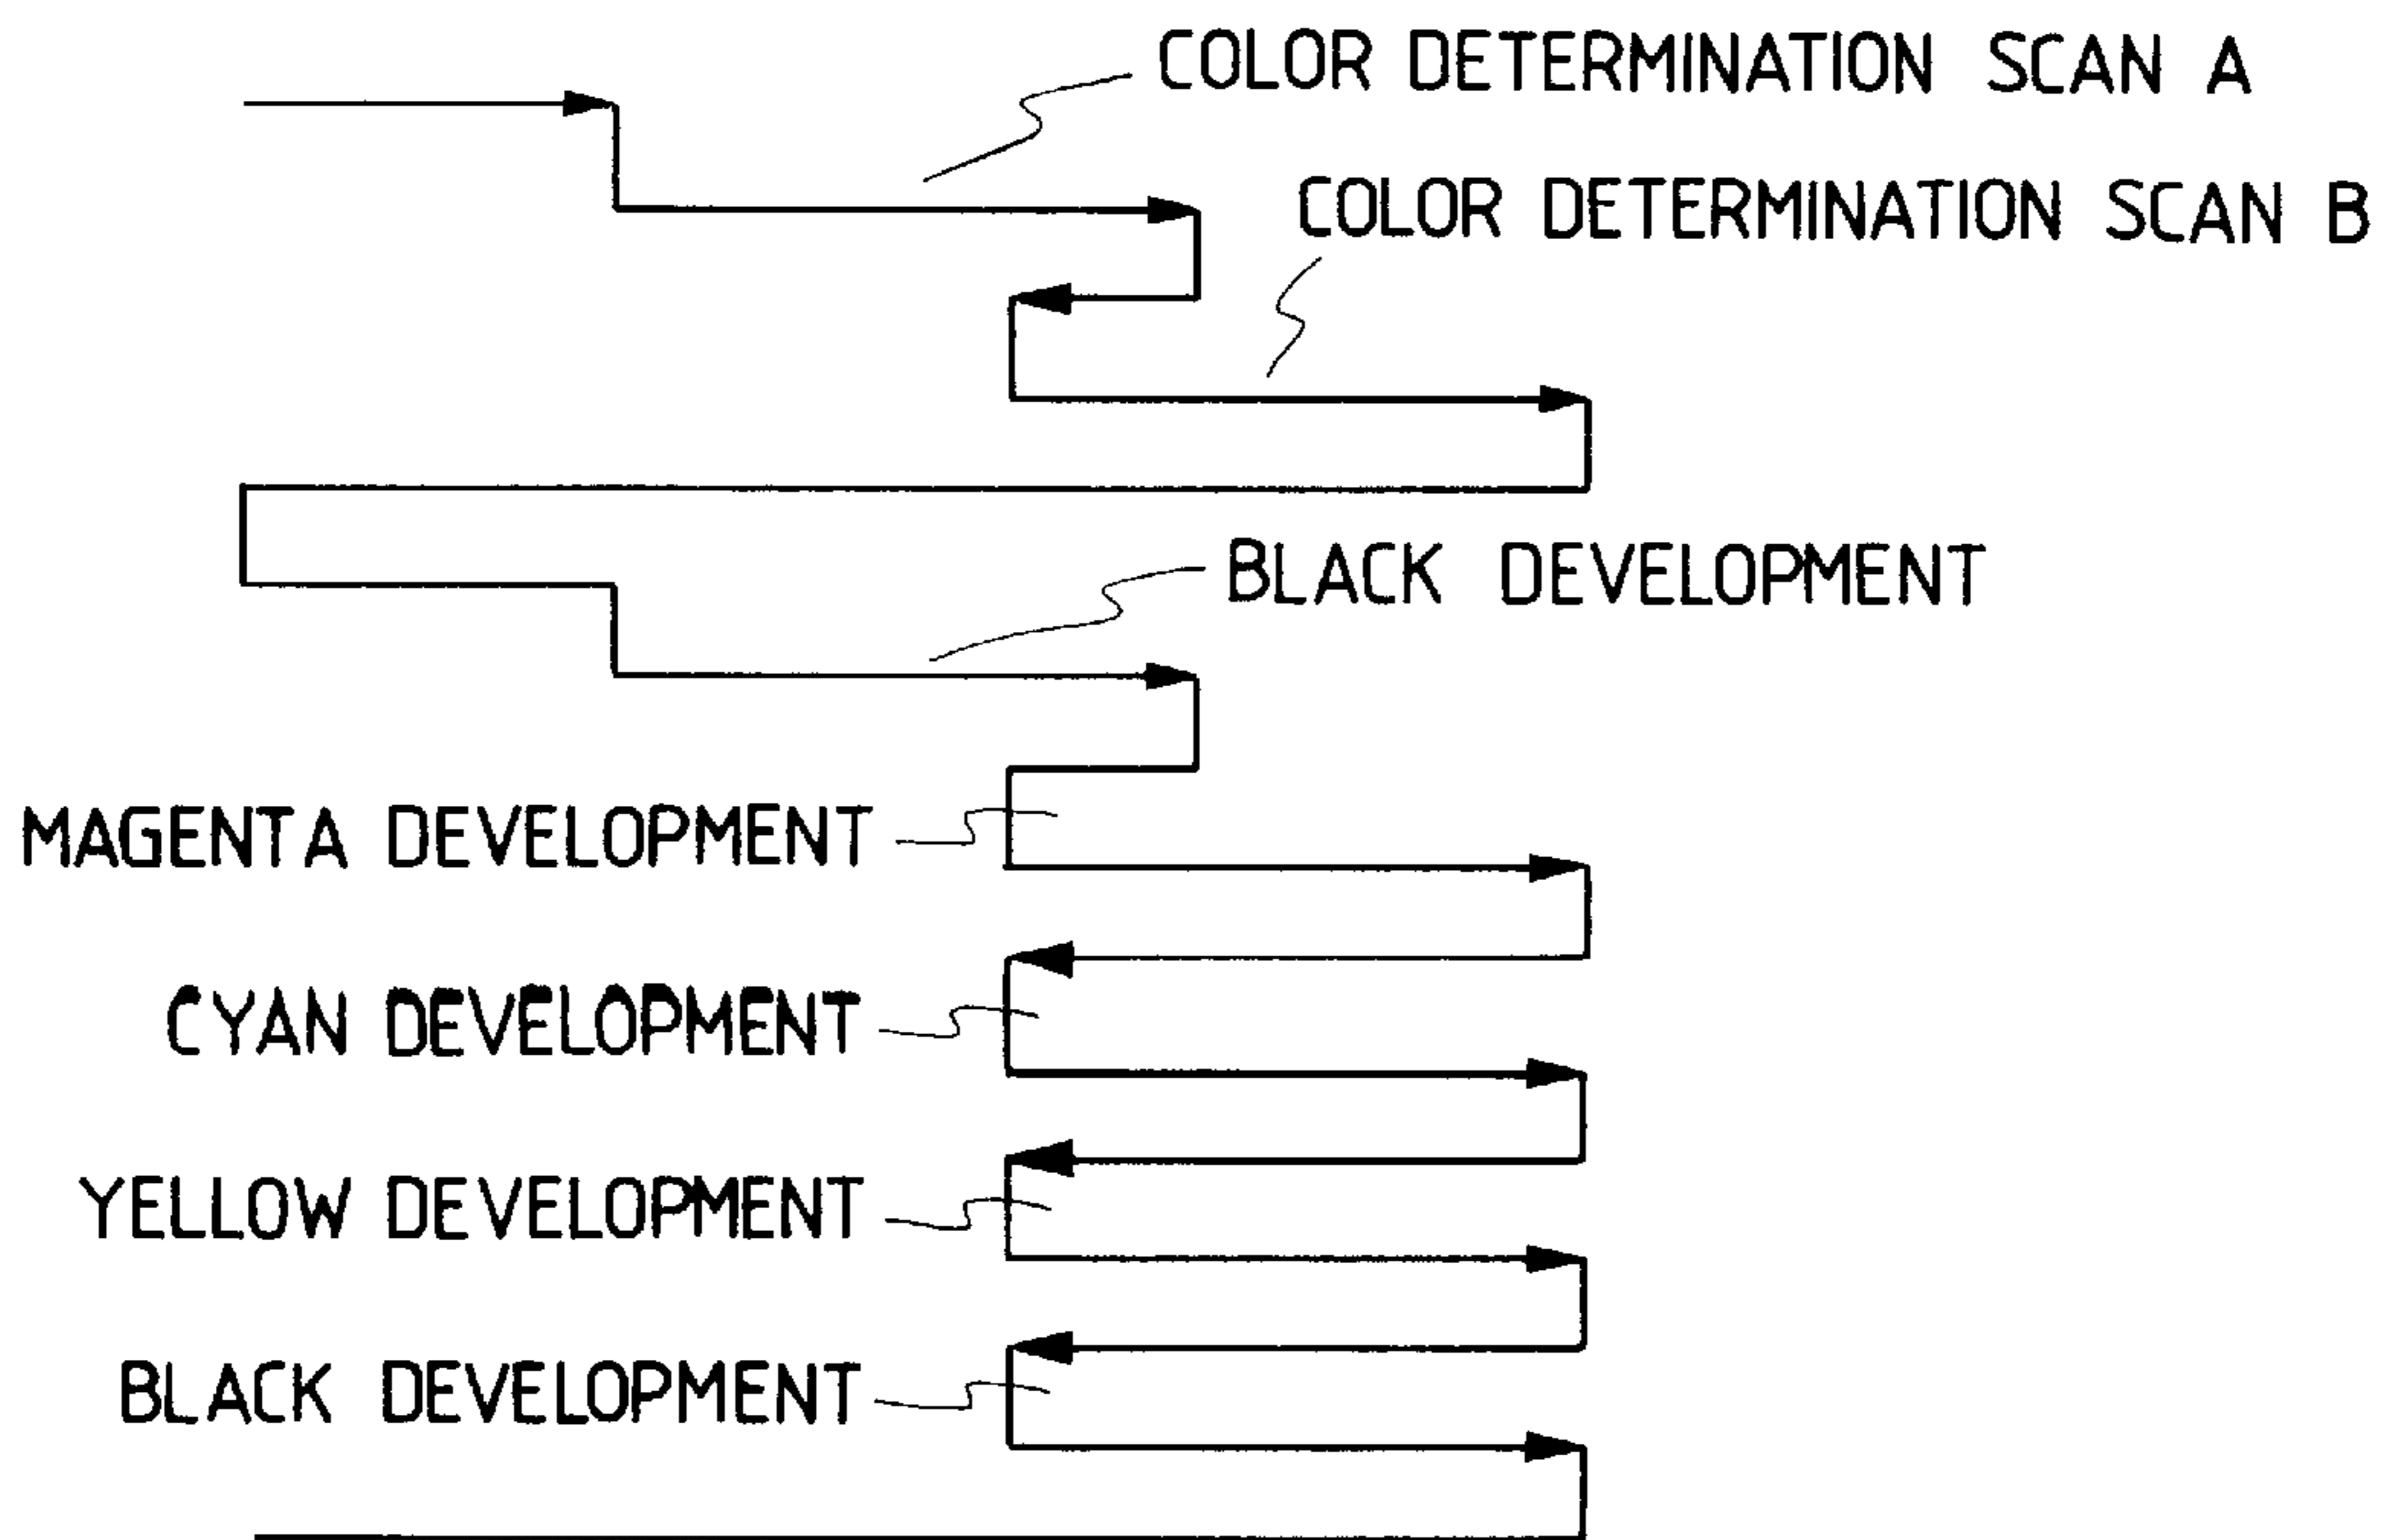 COLOR DETERMINATION SCAN A
COLOR DETERMINATION SCAN B
BLACK DEVELOPMENT
MAGENTA DEVELOPMENT
CYAN DEVELOPMENT
YELLOW DEVELOPMENT
BLACK DEVELOPMENT